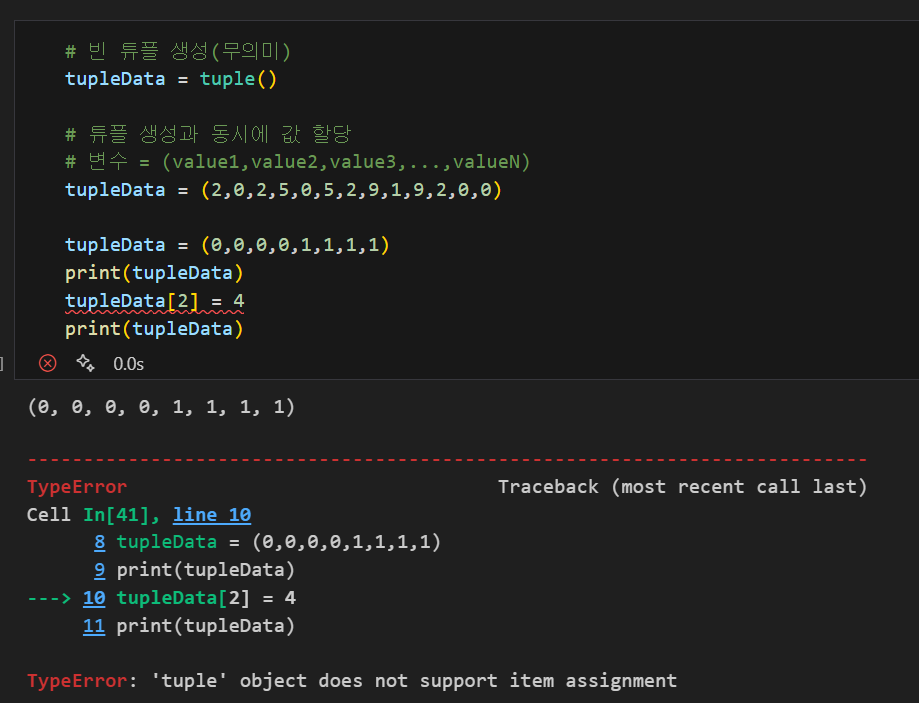 # 빈 튜플 생성(무의미)
tupleData = tuple()
# 튜플 생성과 동시에 값 할당
# 변수 = (value1,value2,value3,...,valueN)
tupleData = (2,0,2,5,0,5,2,9,1,9,2,0,0)
tupleData = (0,0,0,0,1,1,1,1)
print(tupleData)
tupleData[2] = 4
print(tupleData)
] 0.0s
(0, 0, 0, 0, 1, 1, 1, 1)
---------------------------------------------------------------------------
TypeError Traceback (most recent call last)
Cell In[41], line 10
8 tupleData = (0,0,0,0,1,1,1,1)
9 print(tupleData)
---> 10 tupleData[2] = 4
11 print(tupleData)
TypeError: 'tuple' object does not support item assignment